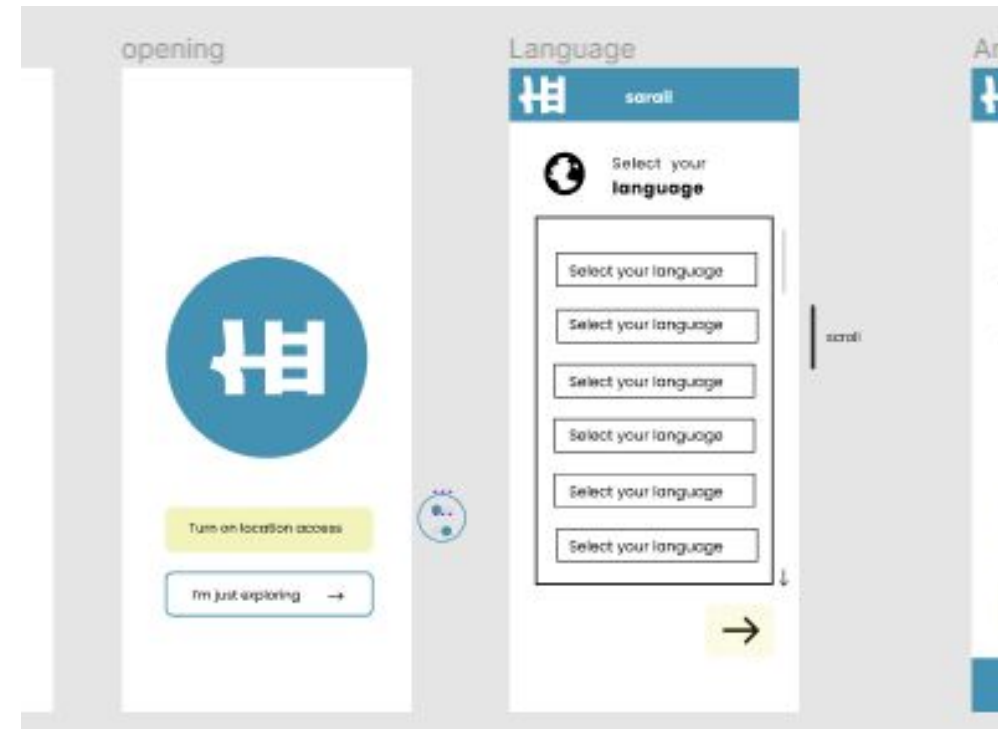 opening
Turn on location access
I'm just exploring →
Language
saroll
Select your
language
Select your language
Select your language
Select your language
Select your language
Select your language
Select your language
scroll